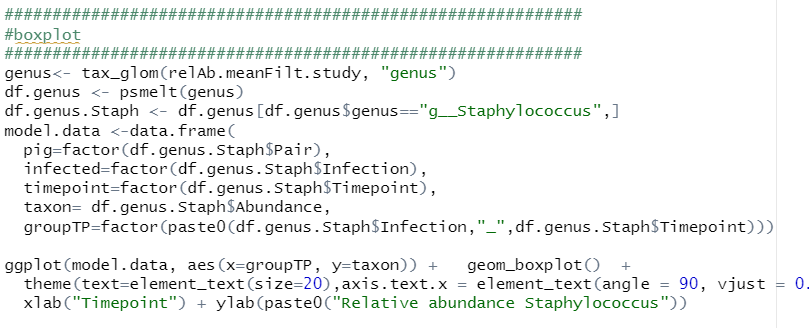 #############################################################
#boxplot
#############################################################
genus<- tax_glom(relAb.meanFilt.study, "genus")
df.genus <- psmelt(genus)
df.genus.Staph <- df.genus[df.genus$genus=="g__Staphylococcus",]
model.data <-data.frame(
  pig=factor(df.genus.Staph$Pair),
  infected=factor(df.genus.Staph$Infection),
  timepoint=factor(df.genus.Staph$Timepoint),
  taxon= df.genus.Staph$Abundance,
  groupTP=factor(paste0(df.genus.Staph$Infection,"_",df.genus.Staph$Timepoint)))
ggplot(model.data, aes(x=groupTP, y=taxon)) +   geom_boxplot()  +
  theme(text=element_text(size=20),axis.text.x = element_text(angle = 90, vjust = 0.
  xlab("Timepoint") + ylab(paste0("Relative abundance Staphylococcus"))